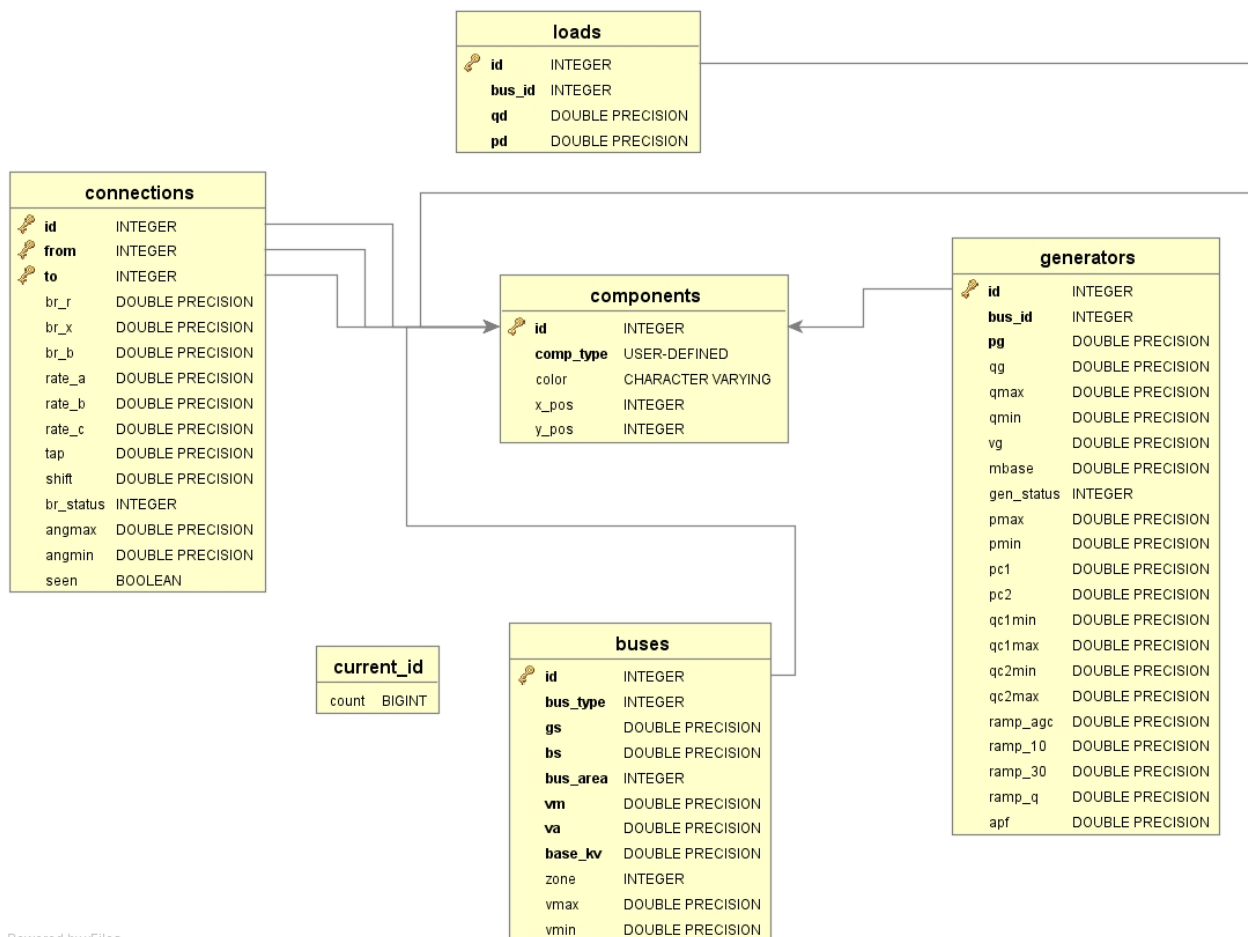 loads
id INTEGER
bus_id INTEGER
qd DOUBLE PRECISION
pd DOUBLE PRECISION
connections
id INTEGER
from INTEGER
to INTEGER
br_r DOUBLE PRECISION
br_x DOUBLE PRECISION
br_b DOUBLE PRECISION
rate_a DOUBLE PRECISION
rate_b DOUBLE PRECISION
rate_c DOUBLE PRECISION
tap DOUBLE PRECISION
shift DOUBLE PRECISION
br_status INTEGER
angmax DOUBLE PRECISION
angmin DOUBLE PRECISION
seen BOOLEAN
components
id INTEGER
comp_type USER-DEFINED
color CHARACTER VARYING
x_pos INTEGER
y_pos INTEGER
generators
id INTEGER
bus_id INTEGER
pg DOUBLE PRECISION
qg DOUBLE PRECISION
qmax DOUBLE PRECISION
qmin DOUBLE PRECISION
vg DOUBLE PRECISION
mbase DOUBLE PRECISION
gen_status INTEGER
pmax DOUBLE PRECISION
pmin DOUBLE PRECISION
pc1 DOUBLE PRECISION
pc2 DOUBLE PRECISION
qc1min DOUBLE PRECISION
qc1max DOUBLE PRECISION
qc2min DOUBLE PRECISION
qc2max DOUBLE PRECISION
ramp_agc DOUBLE PRECISION
ramp_10 DOUBLE PRECISION
ramp_30 DOUBLE PRECISION
ramp_q DOUBLE PRECISION
apf DOUBLE PRECISION
current_id
count BIGINT
buses
id INTEGER
bus_type INTEGER
gs DOUBLE PRECISION
bs DOUBLE PRECISION
bus_area INTEGER
vm DOUBLE PRECISION
va DOUBLE PRECISION
base_kv DOUBLE PRECISION
zone INTEGER
vmax DOUBLE PRECISION
vmin DOUBLE PRECISION